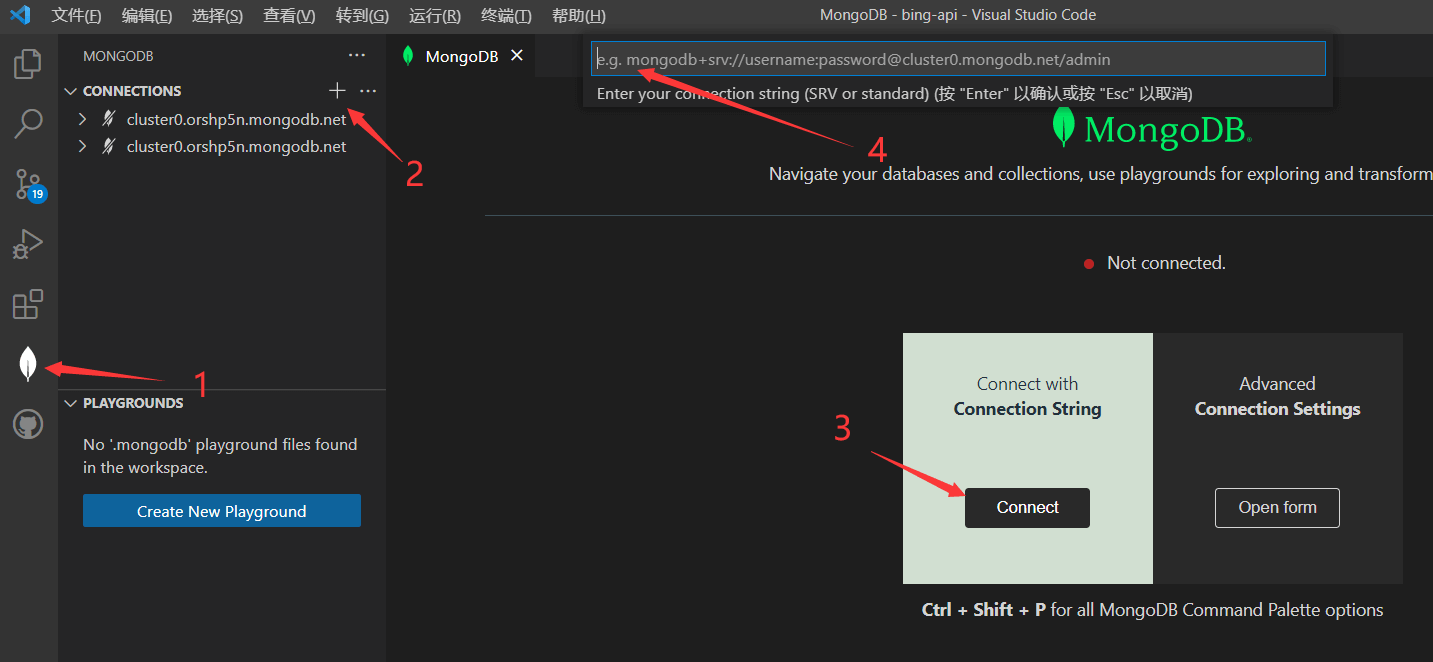 文件(F) 编辑(E) 选择(S) 查看(V) 转到(G) 运行(R) 终端(T) 帮助(H) MongoDB - bing-api - Visual Studio Code
MONGODB ···
MongoDB
e.g. mongodb+srv://username:password@cluster0.mongodb.net/admin
Enter your connection string (SRV or standard) (按 "Enter" 以确认或按 "Esc" 以取消)
CONNECTIONS + ···
cluster0.orshp5n.mongodb.net
cluster0.orshp5n.mongodb.net
2
4
19
1
3
MongoDB®
Navigate your databases and collections, use playgrounds for exploring and transform
Not connected.
Connect with
Connection String
Connect
Advanced
Connection Settings
Open form
Ctrl + Shift + P for all MongoDB Command Palette options
PLAYGROUNDS
No '.mongodb' playground files found
in the workspace.
Create New Playground